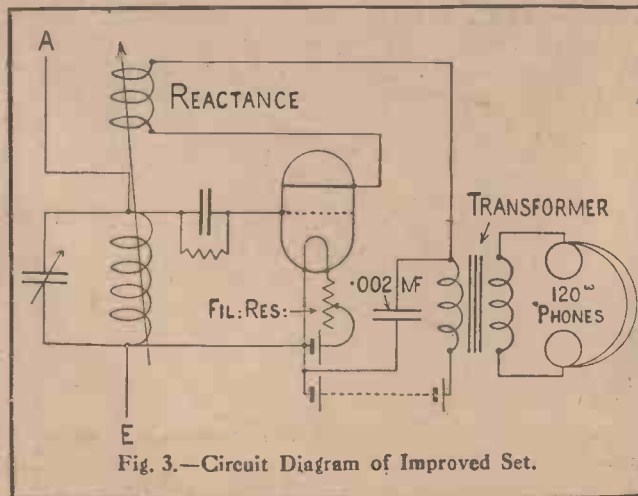 A
REACTANCE
TRANSFORMER
·002 MF
FIL: RES:
120ω
'PHONES
E
Fig. 3.—Circuit Diagram of Improved Set.